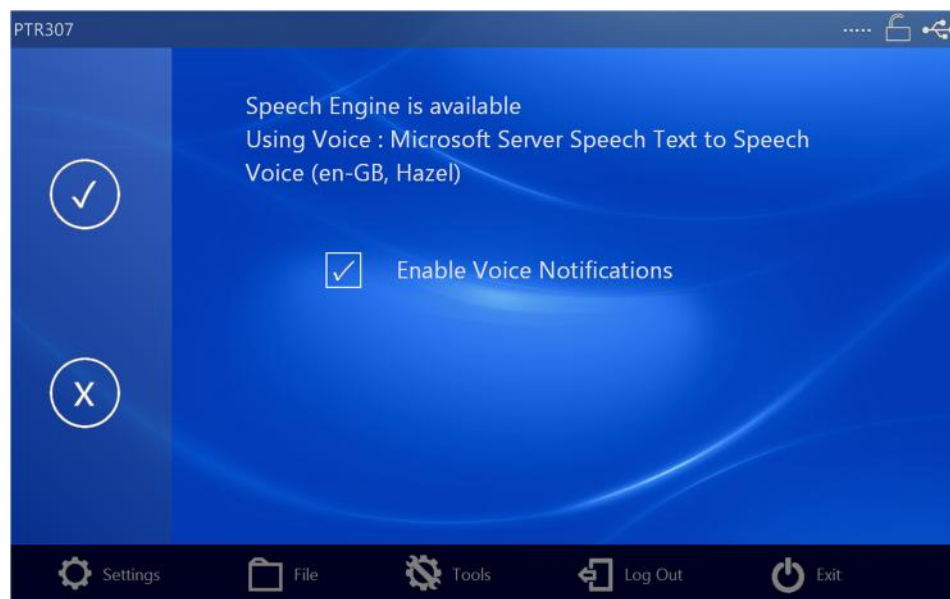 PTR307
Speech Engine is available
Using Voice : Microsoft Server Speech Text to Speech
Voice (en-GB, Hazel)
Enable Voice Notifications
X
Settings
File
Tools
Log Out
Exit